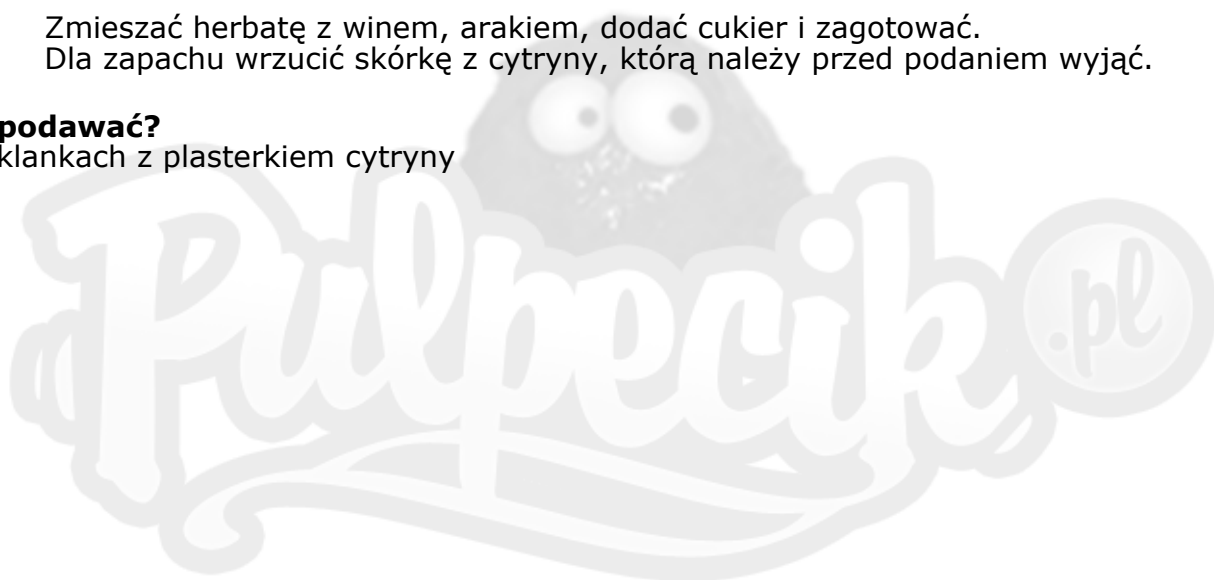 Zmieszać herbatę z winem, arakiem, dodać cukier i zagotować.
Dla zapachu wrzucić skórkę z cytryny, którą należy przed podaniem wyjąć.
podawać?
klankach z plasterkiem cytryny
Pulpecik.pl